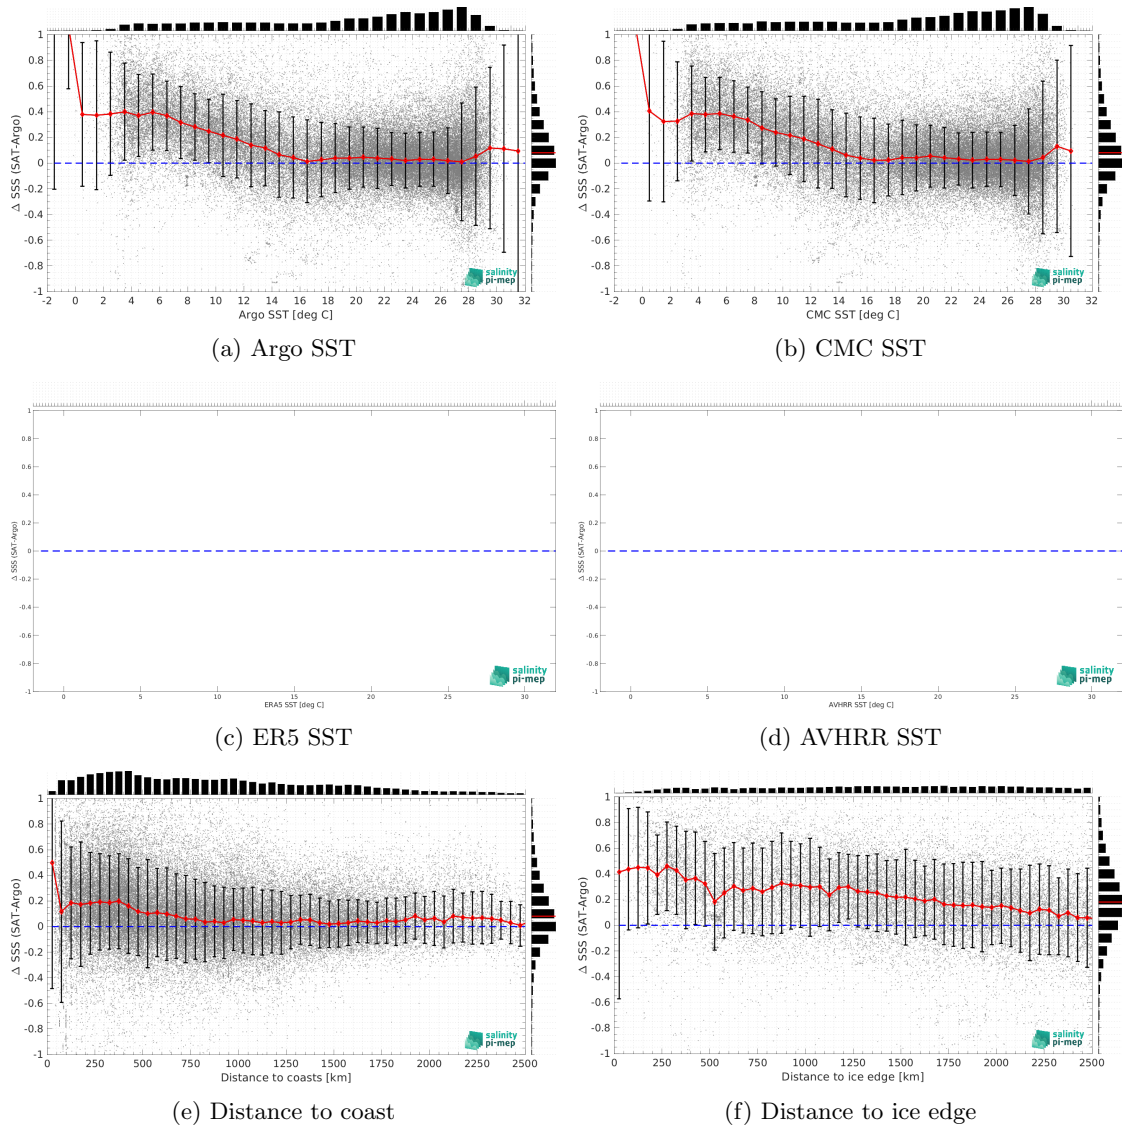 1
0.8
0.6
0.4
0.2
0
-0.2
-0.4
-0.6
-0.8
-1
Δ SSS (SAT-Argo)
salinity
pi-mep
-2 0 2 4 6 8 10 12 14 16 18 20 22 24 26 28 30 32
Argo SST [deg C]
(a) Argo SST
1
0.8
0.6
0.4
0.2
0
-0.2
-0.4
-0.6
-0.8
-1
Δ SSS (SAT-Argo)
salinity
pi-mep
-2 0 2 4 6 8 10 12 14 16 18 20 22 24 26 28 30 32
CMC SST [deg C]
(b) CMC SST
1
0.8
0.6
0.4
0.2
0
-0.2
-0.4
-0.6
-0.8
-1
Δ SSS (SAT-Argo)
salinity
pi-mep
0 5 10 15 20 25 30
ERA5 SST [deg C]
(c) ER5 SST
1
0.8
0.6
0.4
0.2
0
-0.2
-0.4
-0.6
-0.8
-1
Δ SSS (SAT-Argo)
salinity
pi-mep
0 5 10 15 20 25 30
AVHRR SST [deg C]
(d) AVHRR SST
1
0.8
0.6
0.4
0.2
0
-0.2
-0.4
-0.6
-0.8
-1
Δ SSS (SAT-Argo)
salinity
pi-mep
0 250 500 750 1000 1250 1500 1750 2000 2250 2500
Distance to coasts [km]
(e) Distance to coast
1
0.8
0.6
0.4
0.2
0
-0.2
-0.4
-0.6
-0.8
-1
Δ SSS (SAT-Argo)
salinity
pi-mep
0 250 500 750 1000 1250 1500 1750 2000 2250 2500
Distance to ice edge [km]
(f) Distance to ice edge